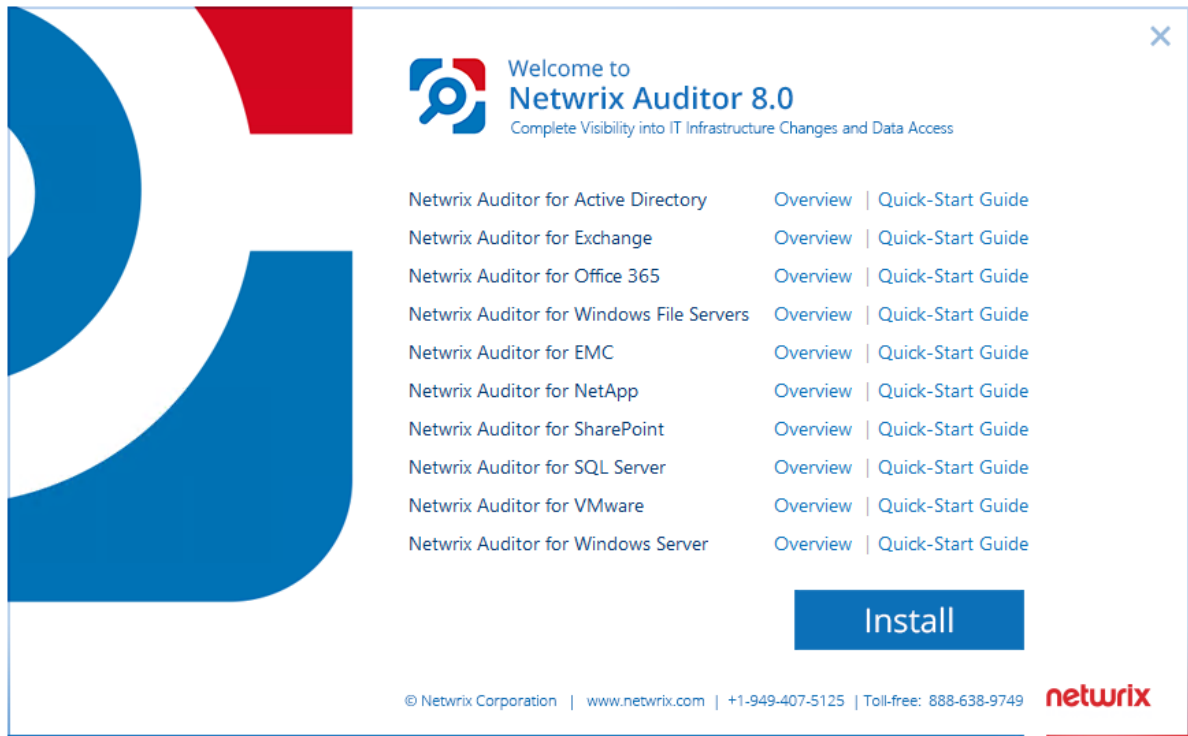 Welcome to
Netwrix Auditor 8.0
Complete Visibility into IT Infrastructure Changes and Data Access
Netwrix Auditor for Active Directory Overview | Quick-Start Guide
Netwrix Auditor for Exchange Overview | Quick-Start Guide
Netwrix Auditor for Office 365 Overview | Quick-Start Guide
Netwrix Auditor for Windows File Servers Overview | Quick-Start Guide
Netwrix Auditor for EMC Overview | Quick-Start Guide
Netwrix Auditor for NetApp Overview | Quick-Start Guide
Netwrix Auditor for SharePoint Overview | Quick-Start Guide
Netwrix Auditor for SQL Server Overview | Quick-Start Guide
Netwrix Auditor for VMware Overview | Quick-Start Guide
Netwrix Auditor for Windows Server Overview | Quick-Start Guide
Install
© Netwrix Corporation | www.netwrix.com | +1-949-407-5125 | Toll-free: 888-638-9749 netwrix